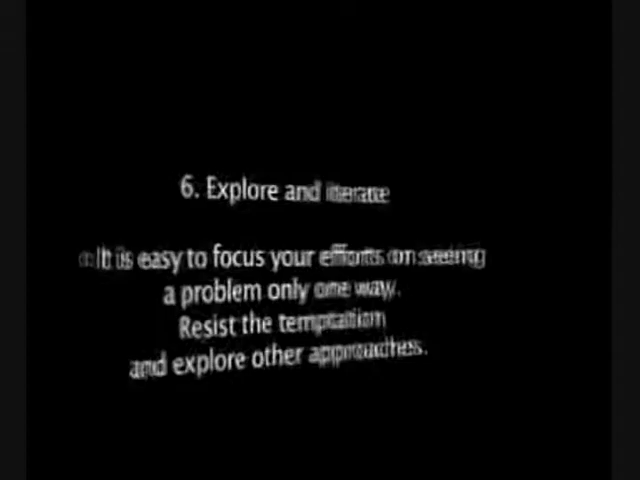 6. Explore and iterate
It is easy to focus your efforts on seeing
a problem only one way.
Resist the temptation
and explore other approaches.